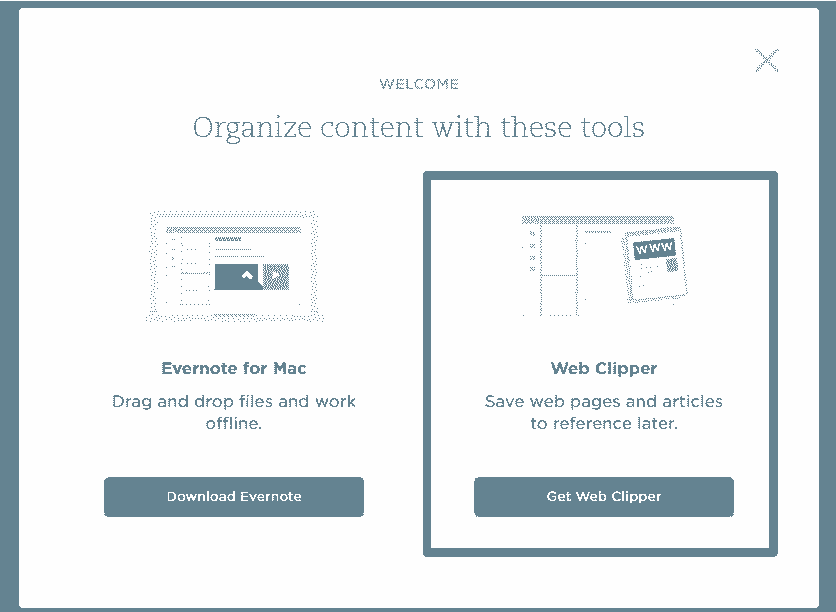 WELCOME
Organize content with these tools
WWW
Evernote for Mac
Drag and drop files and work
offline.
Download Evernote
Web Clipper
Save web pages and articles
to reference later.
Get Web Clipper